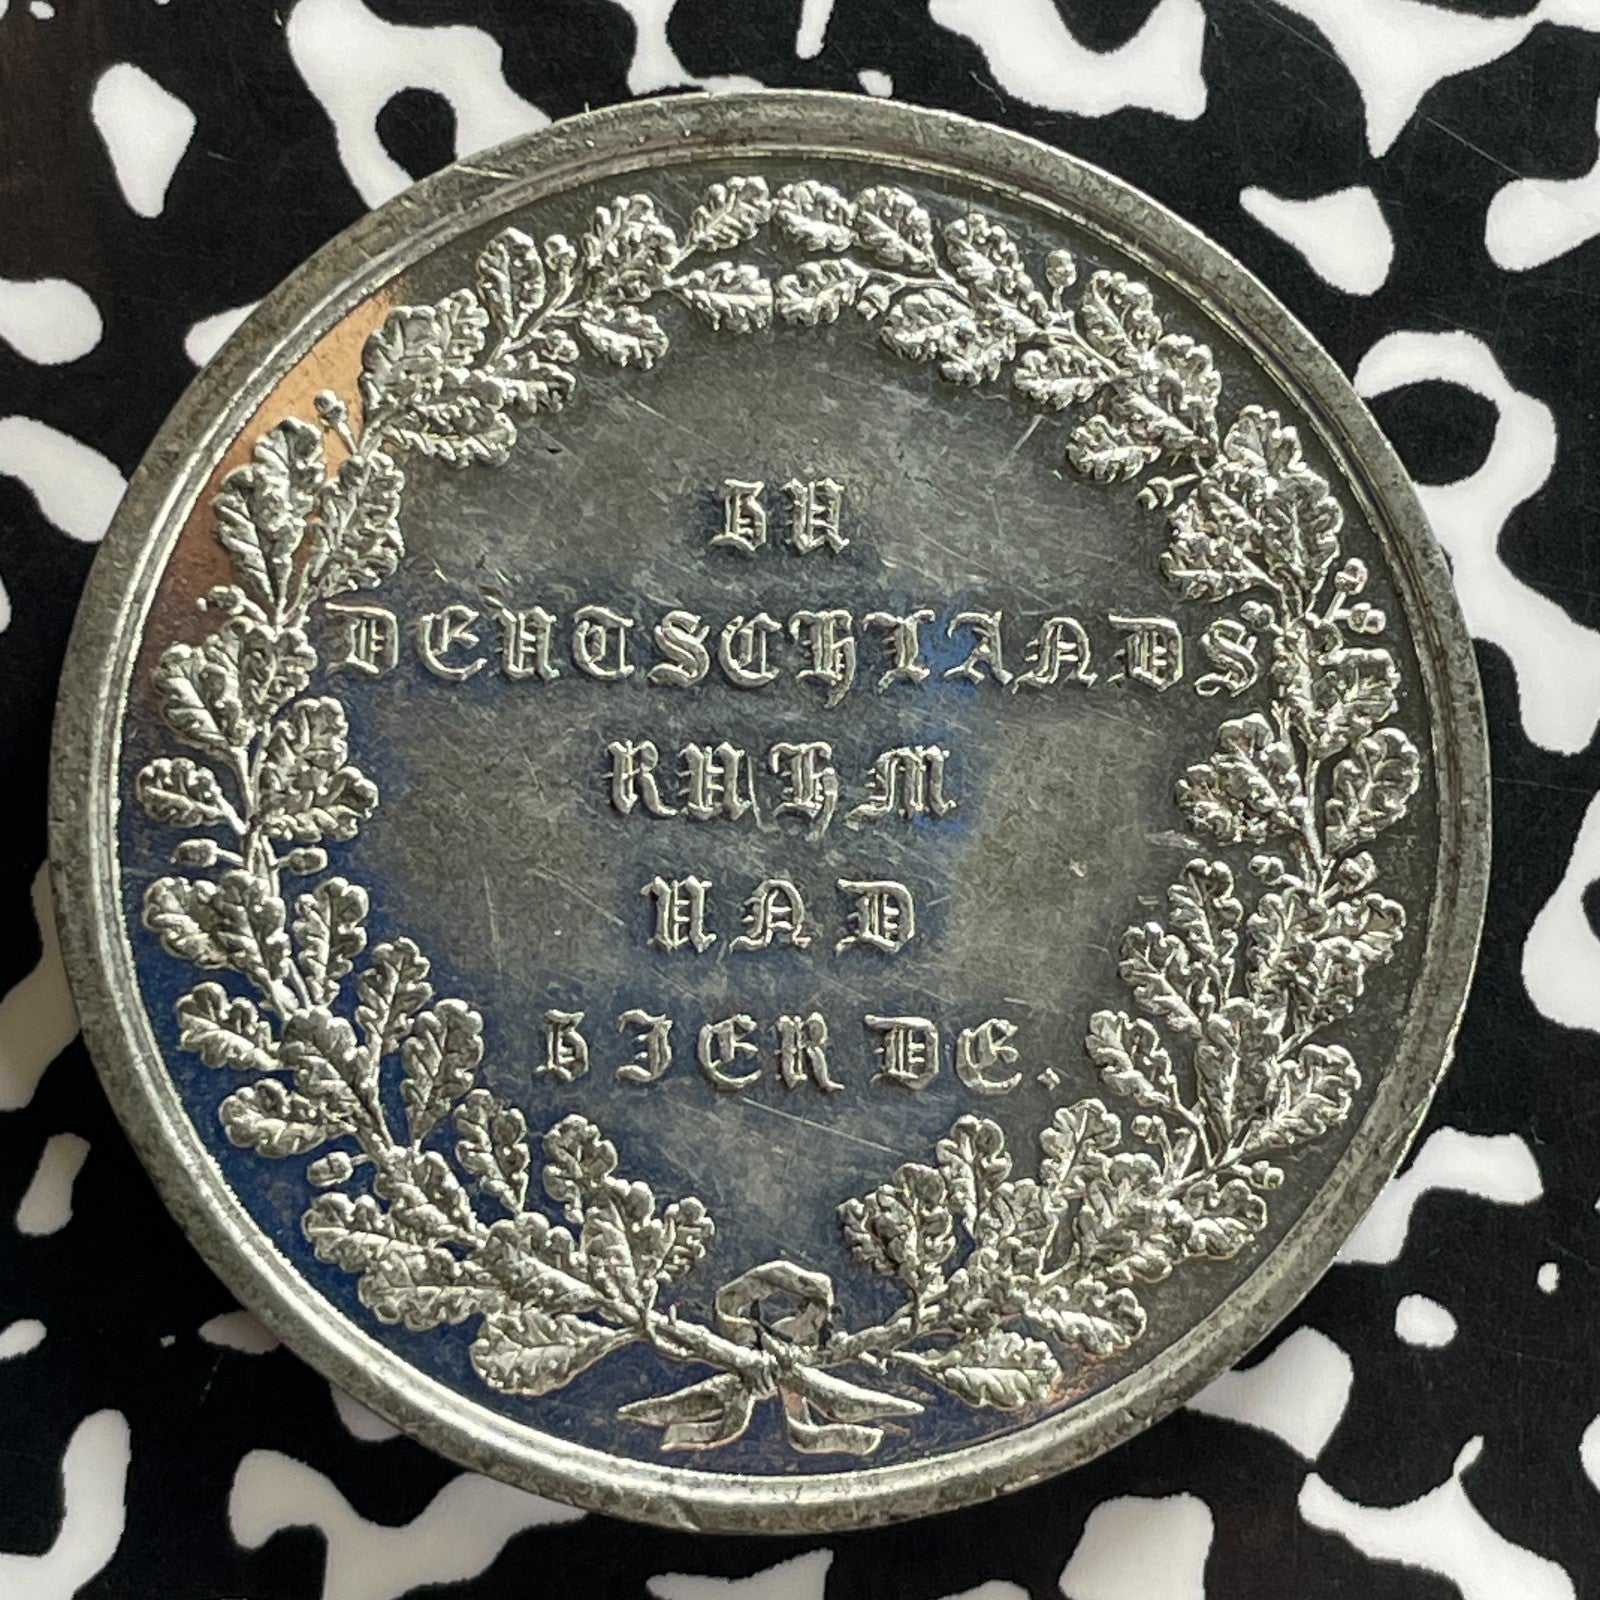 ZU
DEUTSCHLANDS
RUHM
UND
ZIERDE.